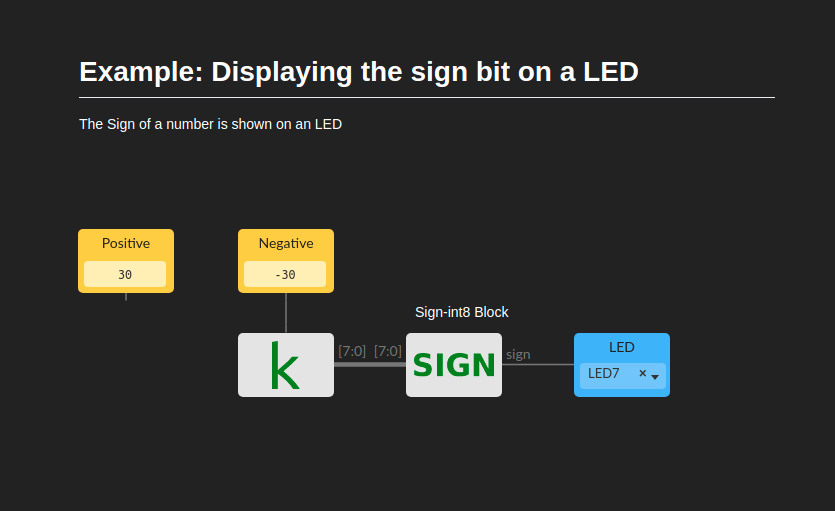 Example: Displaying the sign bit on a LED
The Sign of a number is shown on an LED
Positive
30
Negative
-30
Sign-int8 Block
k
[7:0] [7:0]
SIGN
sign
LED
LED7 ×